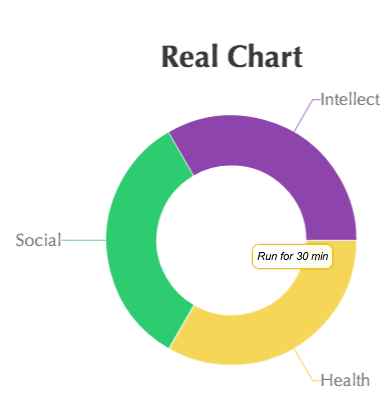 Real Chart
Intellect
Social
Run for 30 min
Health